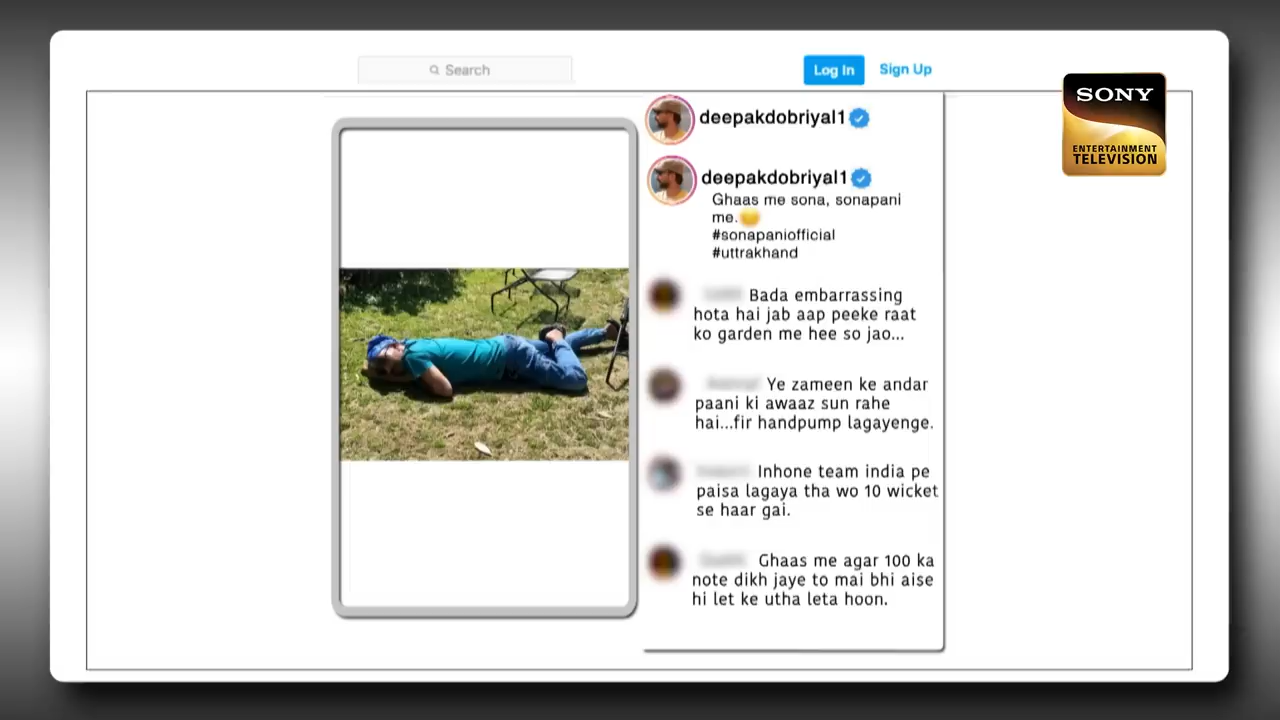 Search
Log In
Sign Up
SONY
ENTERTAINMENT
TELEVISION
deepakdobriyal1
deepakdobriyal1
Ghaas me sona, sonapani
me.
#sonapaniofficial
#uttrakhand
Bada embarrassing
hota hai jab aap peeke raat
ko garden me hee so jao...
Ye zameen ke andar
paani ki awaaz sun rahe
hai...fir handpump lagayenge.
Inhone team india pe
paisa lagaya tha wo 10 wicket
se haar gai.
Ghaas me agar 100 ka
note dikh jaye to mai bhi aise
hi let ke utha leta hoon.